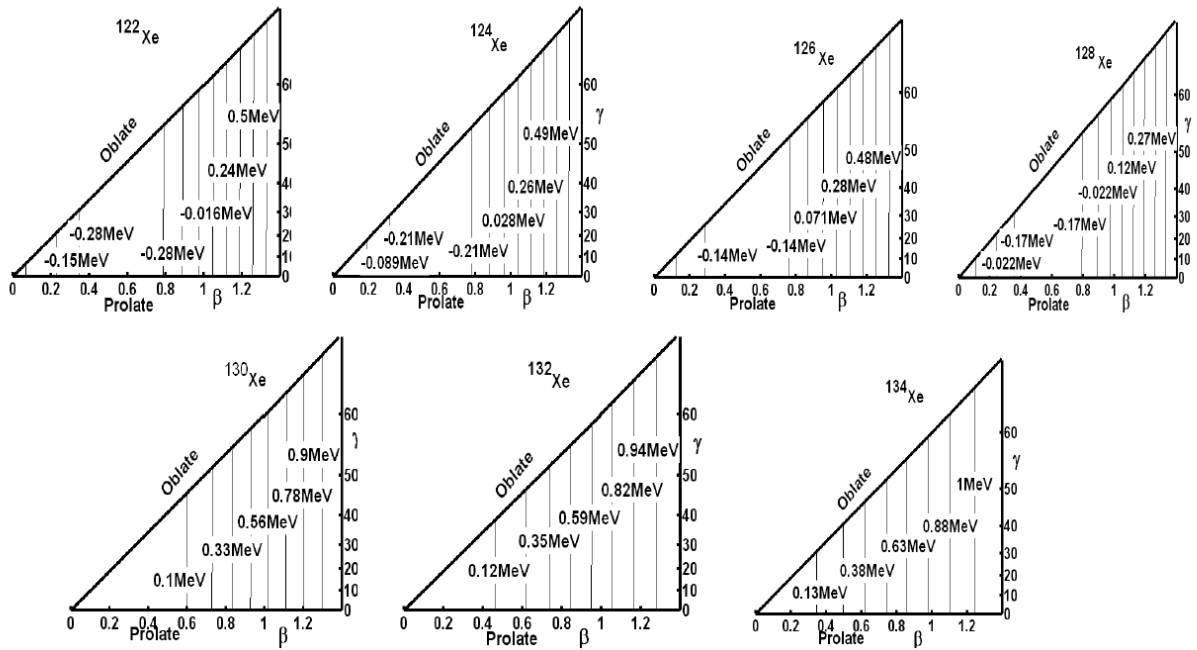 122Xe
Oblate
0.5MeV
0.24MeV
-0.016MeV
-0.28MeV
-0.28MeV
-0.15MeV
60
50
40
30
20
10
0
0 0.2 0.4 0.6 0.8 1 1.2
Prolate β
124Xe
Oblate
0.49MeV
0.26MeV
0.028MeV
-0.21MeV
-0.21MeV
-0.089MeV
60
γ
50
40
30
20
10
0
0 0.2 0.4 0.6 0.8 1 1.2
Prolate β
126Xe
Oblate
0.48MeV
0.28MeV
0.071MeV
-0.14MeV
-0.14MeV
60
50
40
30
20
10
0
0 0.2 0.4 0.6 0.8 1 1.2
Prolate β
128Xe
Oblate
0.27MeV
0.12MeV
-0.022MeV
-0.17MeV
-0.17MeV
-0.022MeV
60
γ
50
40
30
20
10
0
0 0.2 0.4 0.6 0.8 1 1.2
Prolate β
130Xe
Oblate
0.9MeV
0.78MeV
0.56MeV
0.33MeV
0.1MeV
60
γ
50
40
30
20
10
0
0 0.2 0.4 0.6 0.8 1 1.2
Prolate β
132Xe
Oblate
0.94MeV
0.82MeV
0.59MeV
0.35MeV
0.12MeV
60
γ
50
40
30
20
10
0
0 0.2 0.4 0.6 0.8 1 1.2
Prolate β
134Xe
Oblate
1MeV
0.88MeV
0.63MeV
0.38MeV
0.13MeV
60
γ
50
40
30
20
10
0
0 0.2 0.4 0.6 0.8 1 1.2
Prolate β